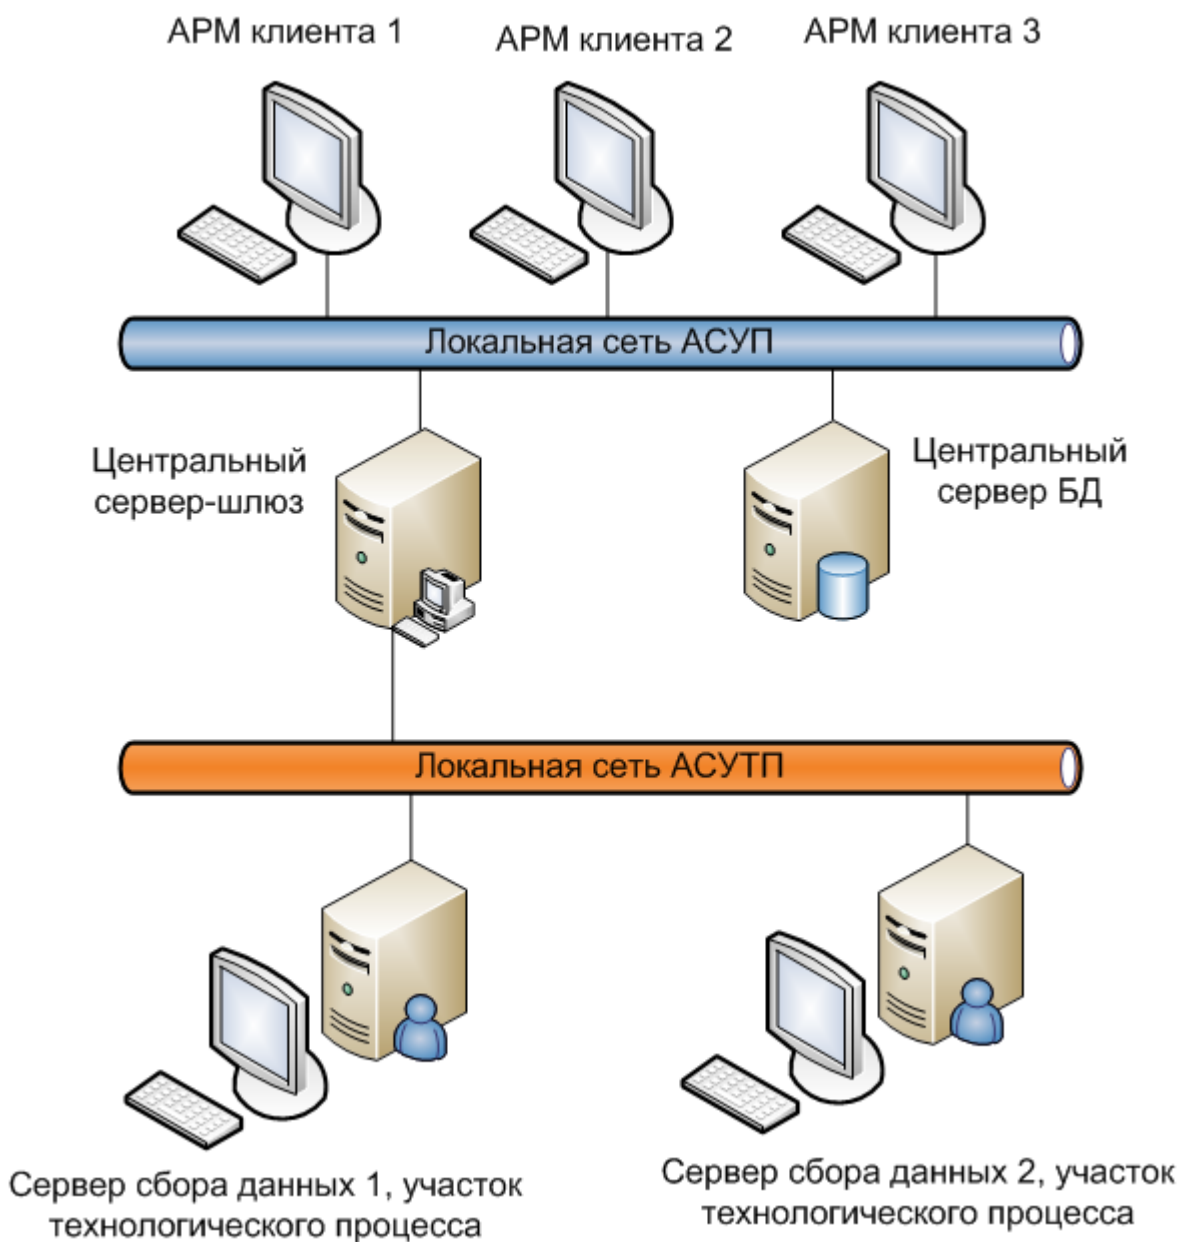 АРМ клиента 1
АРМ клиента 2
АРМ клиента 3
Локальная сеть АСУП
Центральный
сервер-шлюз
Центральный
сервер БД
Локальная сеть АСУТП
Сервер сбора данных 1, участок
технологического процесса
Сервер сбора данных 2, участок
технологического процесса